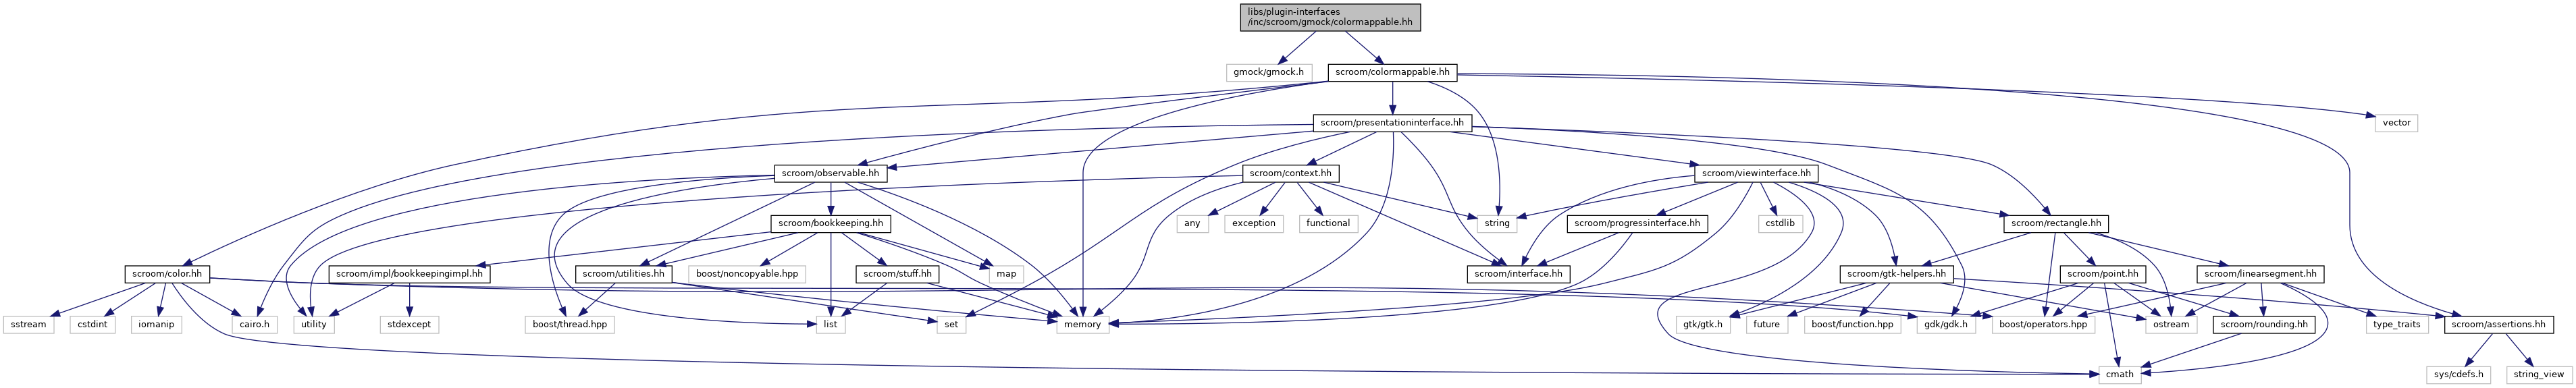 libs/plugin-interfaces
/inc/scroom/gmock/colormappable.hh
gmock/gmock.h
scroom/colormappable.hh
scroom/presentationinterface.hh
vector
scroom/observable.hh
scroom/context.hh
scroom/viewinterface.hh
scroom/bookkeeping.hh
any
exception
functional
string
scroom/progressinterface.hh
cstdlib
scroom/rectangle.hh
scroom/color.hh
scroom/impl/bookkeepingimpl.hh
scroom/utilities.hh
boost/noncopyable.hpp
scroom/stuff.hh
map
scroom/interface.hh
scroom/gtk-helpers.hh
scroom/point.hh
scroom/linearsegment.hh
sstream
cstdint
iomanip
cairo.h
utility
stdexcept
boost/thread.hpp
list
set
memory
gtk/gtk.h
future
boost/function.hpp
gdk/gdk.h
boost/operators.hpp
ostream
scroom/rounding.hh
type_traits
scroom/assertions.hh
cmath
sys/cdefs.h
string_view